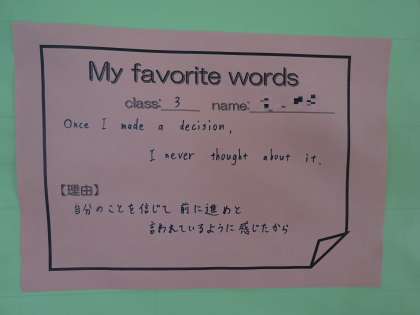 My favorite words
class: 3 name:
Once I made a decision,
I never thought about it.
【理由】
自分のことを信じて 前に進めと
言われているように感じたから